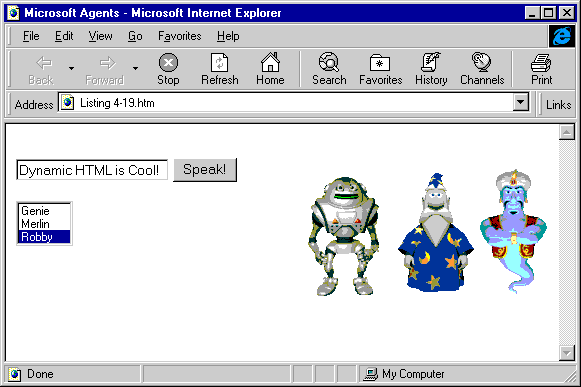 Microsoft Agents - Microsoft Internet Explorer
File Edit View Go Favorites Help
Back Forward Stop Refresh Home Search Favorites History Channels Print
Address Listing 4-19.htm Links
Dynamic HTML is Cool! Speak!
Genie
Merlin
Robby
Done My Computer